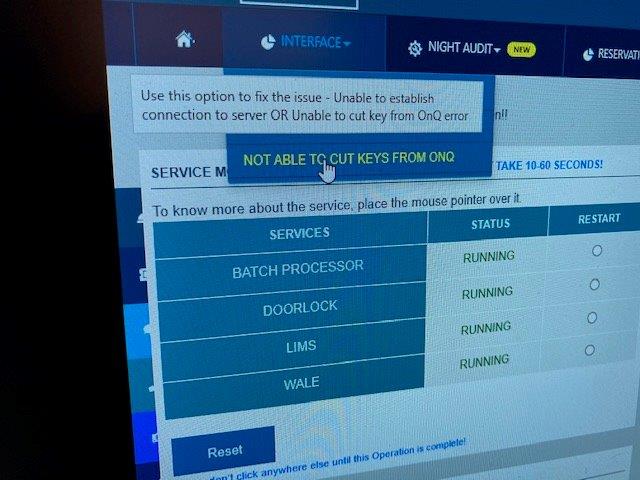 INTERFACE
NIGHT AUDIT
NEW
Use this option to fix the issue - Unable to establish
connection to server OR Unable to cut key from OnQ error
NOT ABLE TO CUT KEYS FROM ONQ
SERVICE
TAKE 10-60 SECONDS!
To know more about the service, place the mouse pointer over it.
SERVICES STATUS RESTART
BATCH PROCESSOR RUNNING
DOORLOCK RUNNING
LIMS RUNNING
WALE RUNNING
Reset
click anywhere else until this Operation is complete!